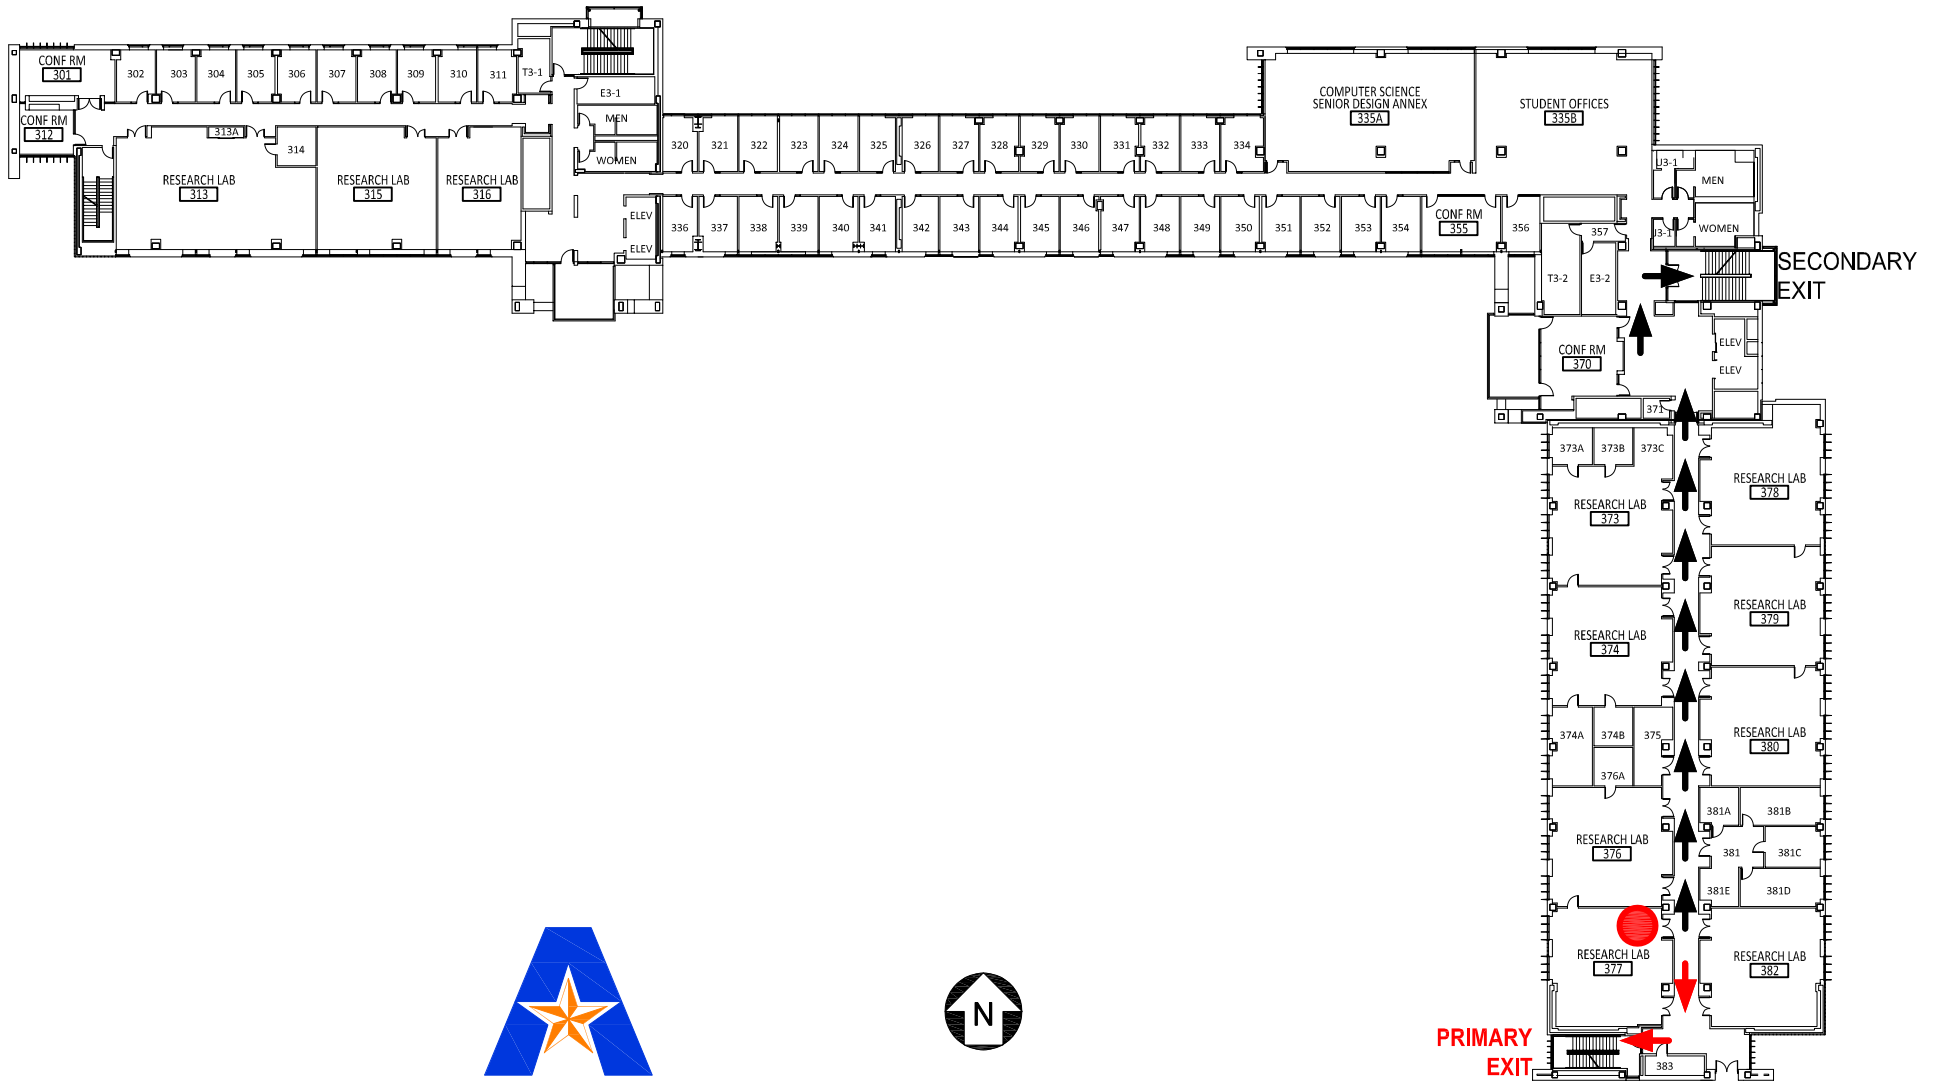 CONF RM
301
302
303
304
305
306
307
308
309
310
311
T3-1
E3-1
MEN
WOMEN
CONF RM
312
313A
314
RESEARCH LAB
313
RESEARCH LAB
315
RESEARCH LAB
316
ELEV
ELEV
320
321
322
323
324
325
326
327
328
329
330
331
332
333
334
COMPUTER SCIENCE
SENIOR DESIGN ANNEX
335A
STUDENT OFFICES
335B
336
337
338
339
340
341
342
343
344
345
346
347
348
349
350
351
352
353
354
CONF RM
355
356
357
J3-1
MEN
J3-1
WOMEN
T3-2
E3-2
SECONDARY
EXIT
CONF RM
370
ELEV
ELEV
371
373A
373B
373C
RESEARCH LAB
373
RESEARCH LAB
378
RESEARCH LAB
374
RESEARCH LAB
379
374A
374B
375
376A
RESEARCH LAB
380
381A
381B
RESEARCH LAB
376
381
381C
381E
381D
RESEARCH LAB
377
RESEARCH LAB
382
N
PRIMARY
EXIT
383